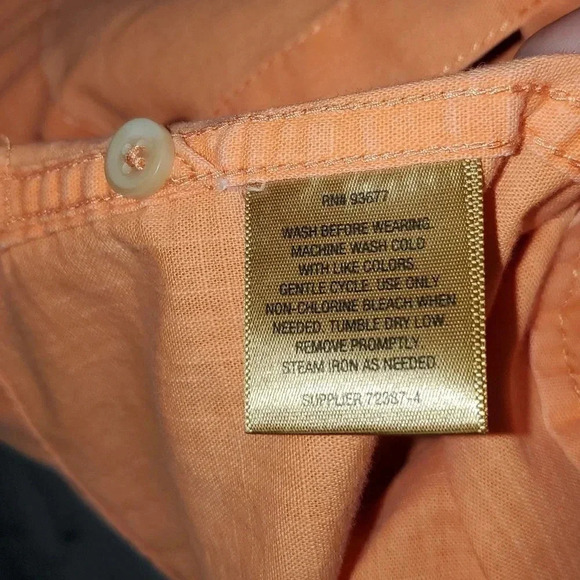 RN# 93677
WASH BEFORE WEARING.
MACHINE WASH COLD
WITH LIKE COLORS.
GENTLE CYCLE. USE ONLY
NON-CHLORINE BLEACH WHEN
NEEDED. TUMBLE DRY LOW.
REMOVE PROMPTLY.
STEAM IRON AS NEEDED
SUPPLIER 72387-4